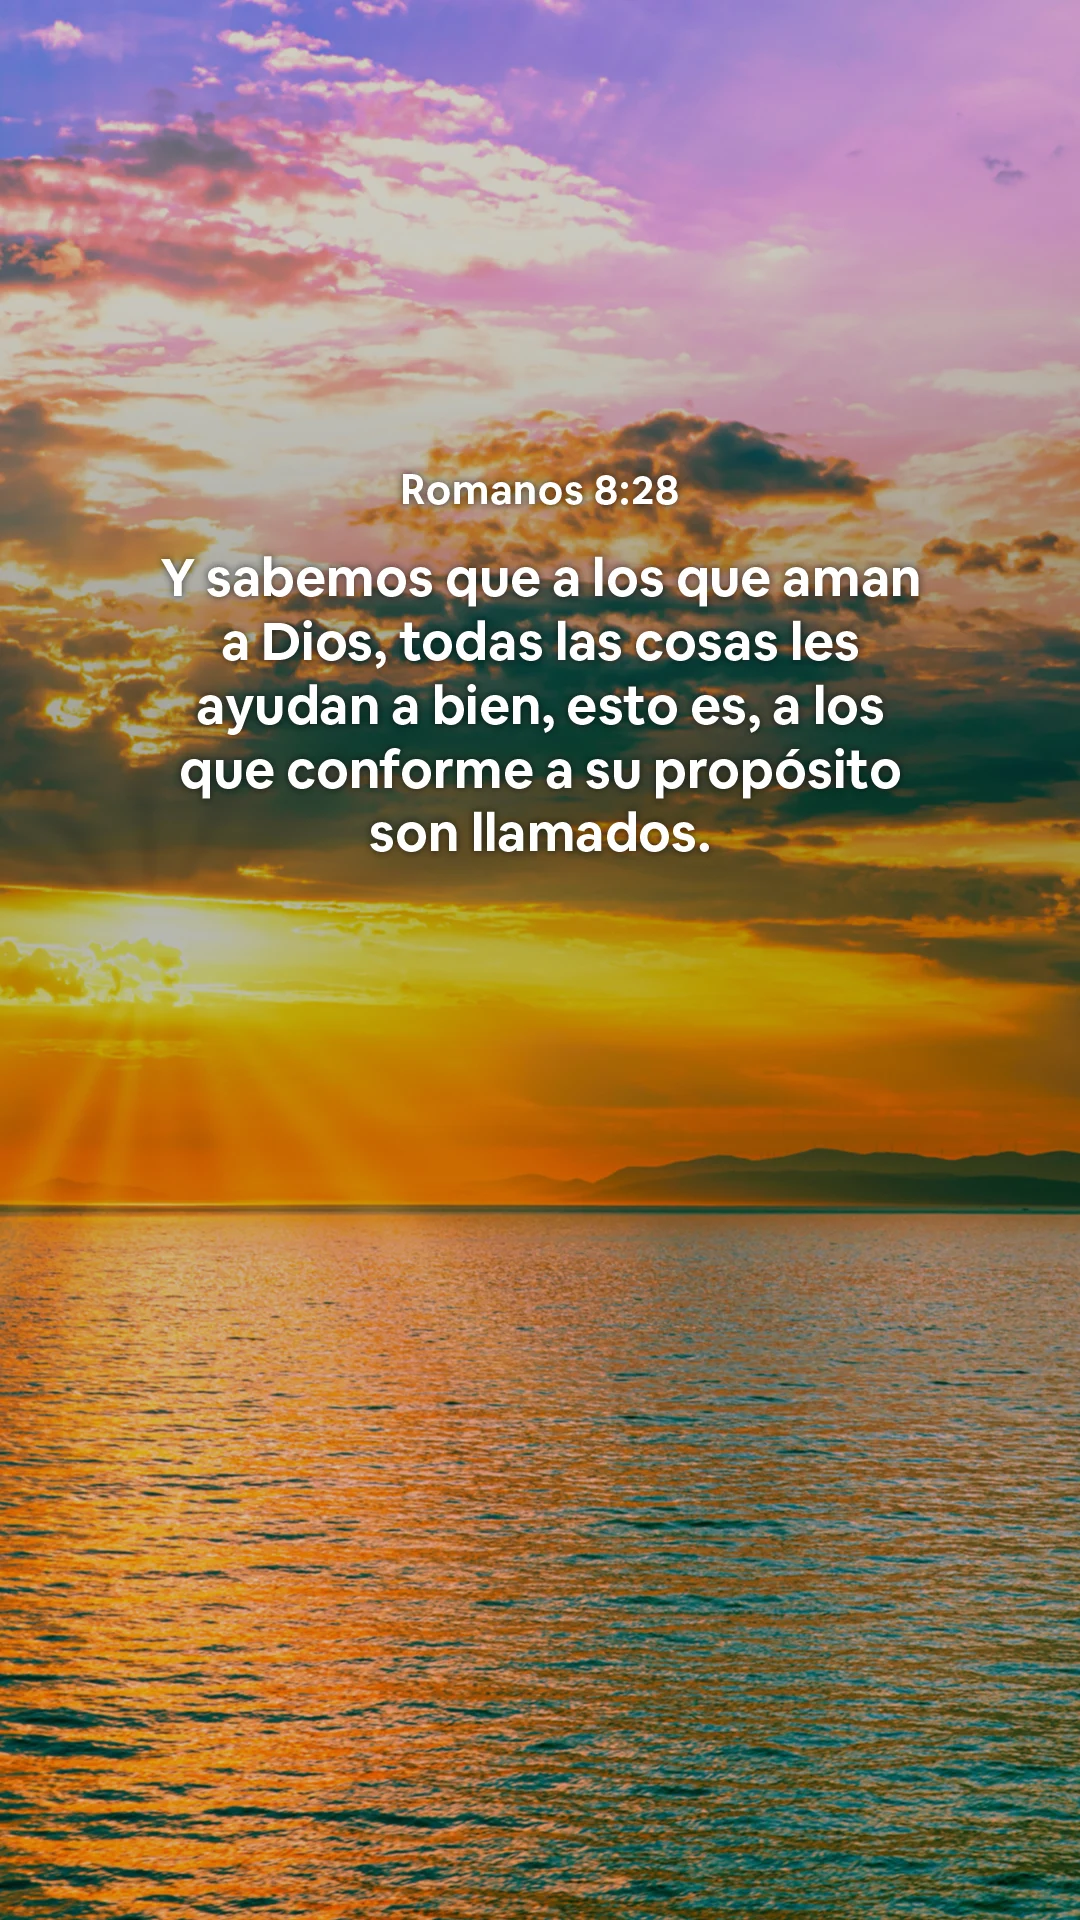 Romanos 8:28
Y sabemos que a los que aman
a Dios, todas las cosas les
ayudan a bien, esto es, a los
que conforme a su propósito
son llamados.